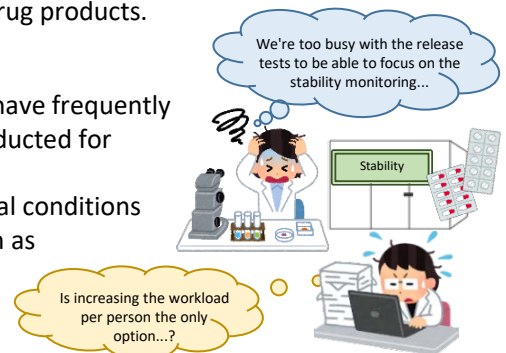 rug products.
We're too busy with the release
tests to be able to focus on the
stability monitoring...
have frequently
ducted for
Stability
al conditions
n as
Is increasing the workload
per person the only
option...?